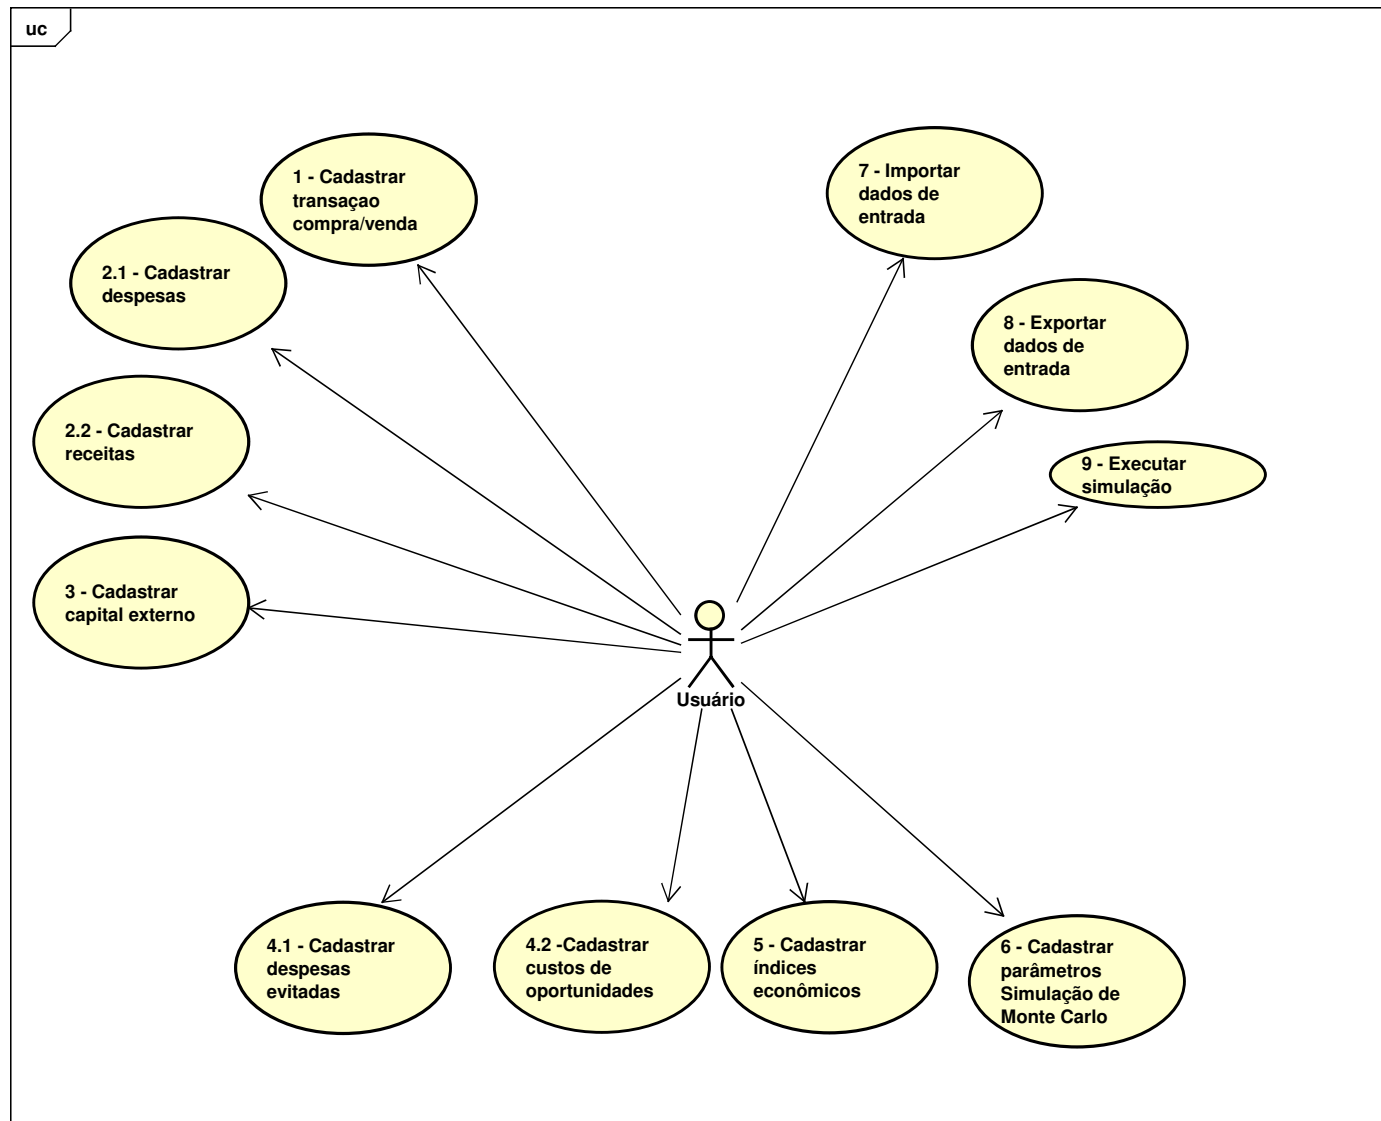 uc
1 - Cadastrar
transaçao
compra/venda
7 - Importar
dados de
entrada
2.1 - Cadastrar
despesas
8 - Exportar
dados de
entrada
2.2 - Cadastrar
receitas
9 - Executar
simulação
3 - Cadastrar
capital externo
Usuário
4.1 - Cadastrar
despesas
evitadas
4.2 -Cadastrar
custos de
oportunidades
5 - Cadastrar
índices
econômicos
6 - Cadastrar
parâmetros
Simulação de
Monte Carlo